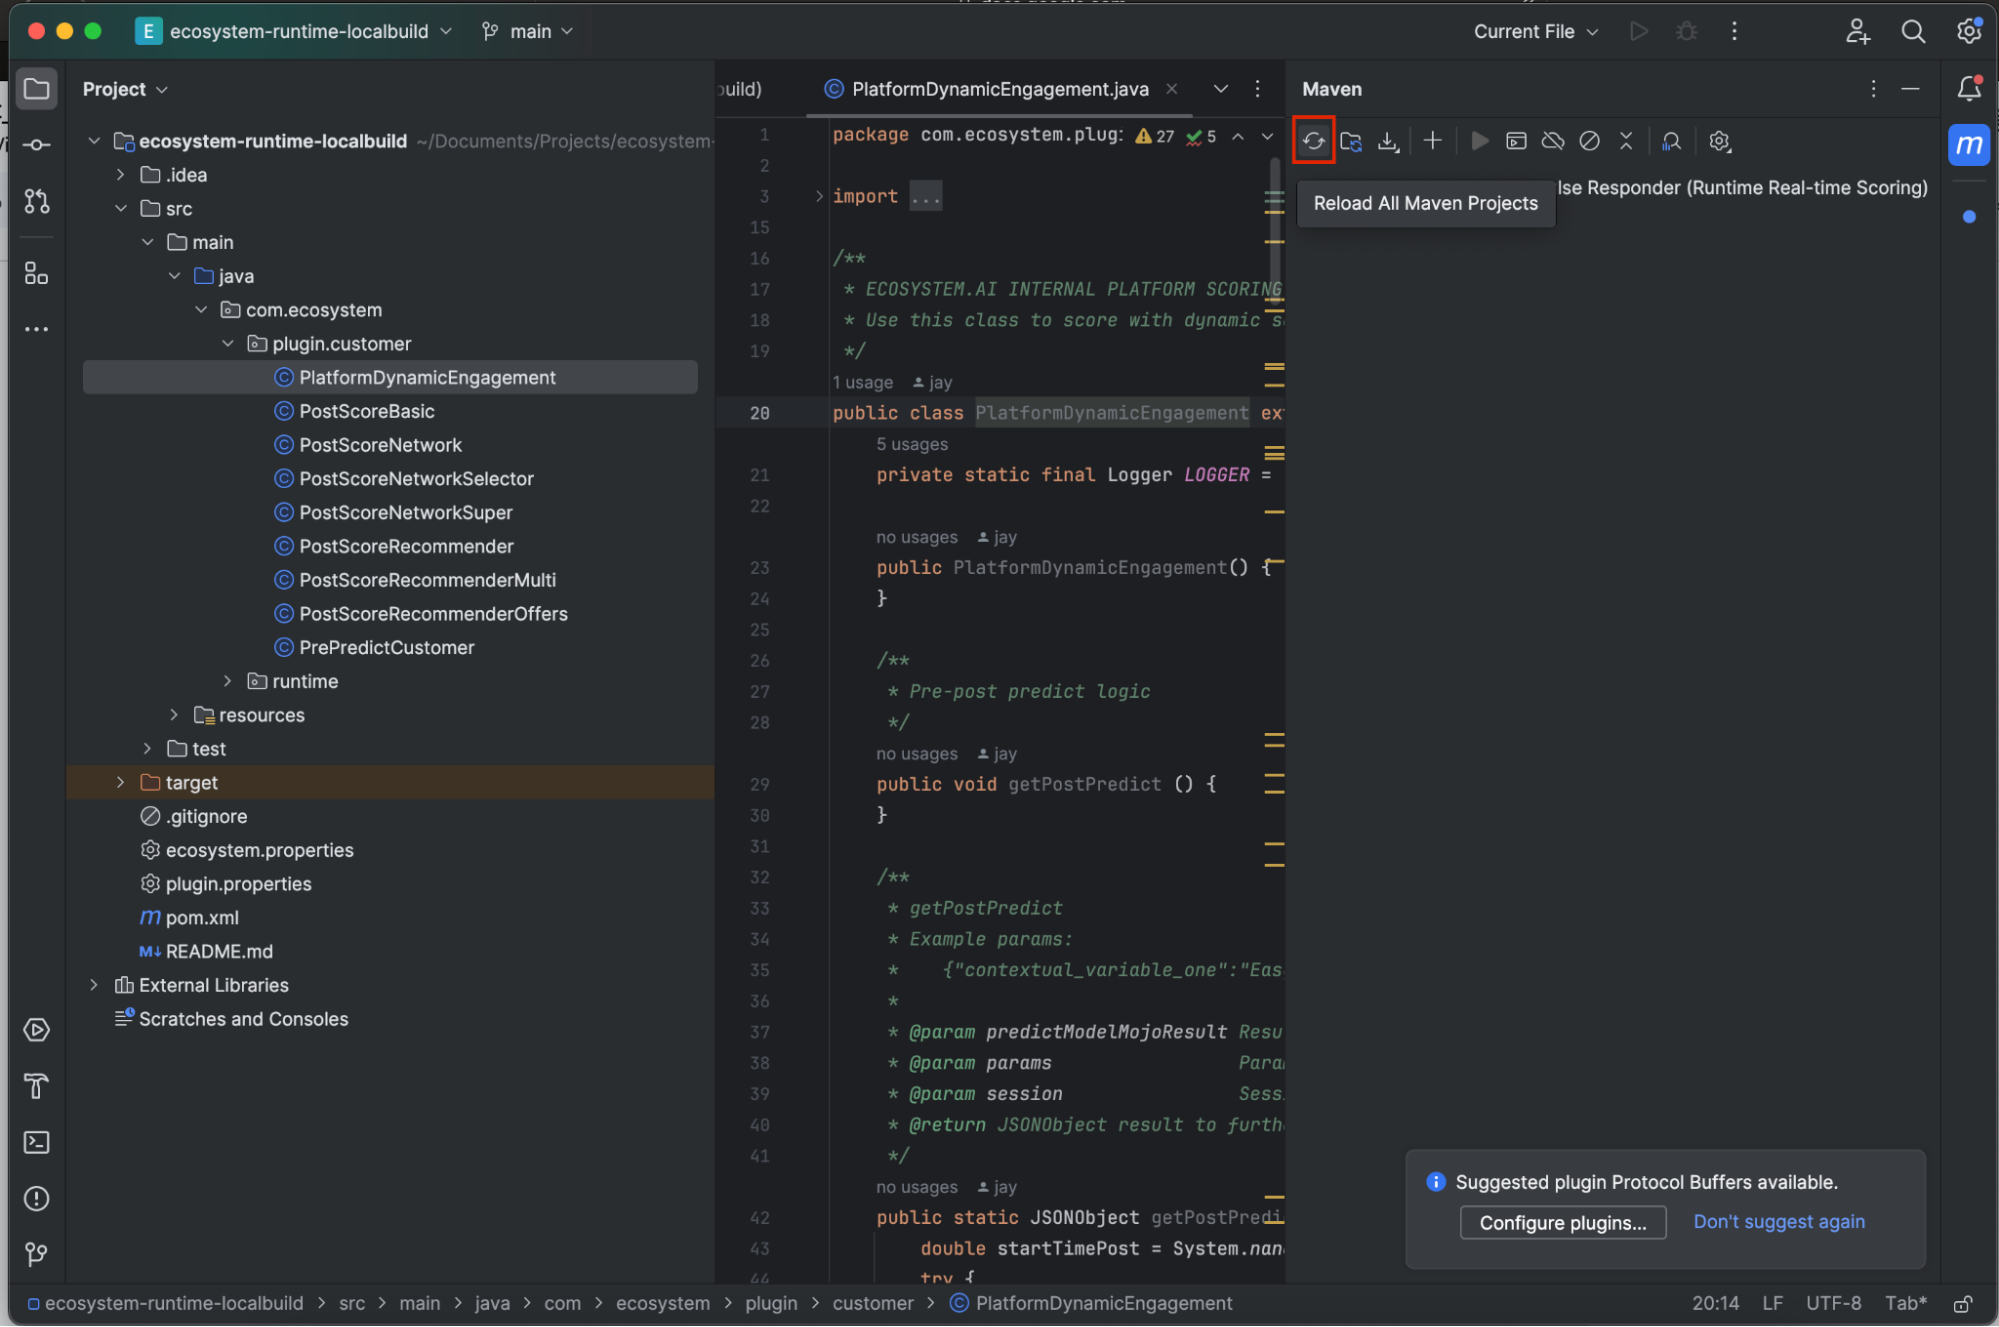 E ecosystem-runtime-localbuild main Current File
Project
ecosystem-runtime-localbuild ~/Documents/Projects/ecosystem-
.idea
src
main
java
com.ecosystem
plugin.customer
PlatformDynamicEngagement
PostScoreBasic
PostScoreNetwork
PostScoreNetworkSelector
PostScoreNetworkSuper
PostScoreRecommender
PostScoreRecommenderMulti
PostScoreRecommenderOffers
PrePredictCustomer
runtime
resources
test
target
.gitignore
ecosystem.properties
plugin.properties
m pom.xml
M↓ README.md
External Libraries
Scratches and Consoles
build) PlatformDynamicEngagement.java
1 package com.ecosystem.plug: 27 5
2
3 import ...
15
16 /**
17 * ECOSYSTEM.AI INTERNAL PLATFORM SCORING
18 * Use this class to score with dynamic s
19 */
1 usage jay
20 public class PlatformDynamicEngagement ext
5 usages
21 private static final Logger LOGGER =
22
no usages jay
23 public PlatformDynamicEngagement() {
24 }
25
26 /**
27 * Pre-post predict logic
28 */
no usages jay
29 public void getPostPredict () {
30 }
31
32 /**
33 * getPostPredict
34 * Example params:
35 * {"contextual_variable_one":"Eas
36 *
37 * @param predictModelMojoResult Resu
38 * @param params Para
39 * @param session Sess
40 * @return JSONObject result to furth
41 */
no usages jay
42 public static JSONObject getPostPredi
43 double startTimePost = System.nan
44 try {
Maven
Reload All Maven Projects
lse Responder (Runtime Real-time Scoring)
m
Suggested plugin Protocol Buffers available.
Configure plugins... Don't suggest again
ecosystem-runtime-localbuild > src > main > java > com > ecosystem > plugin > customer > PlatformDynamicEngagement 20:14 LF UTF-8 Tab*